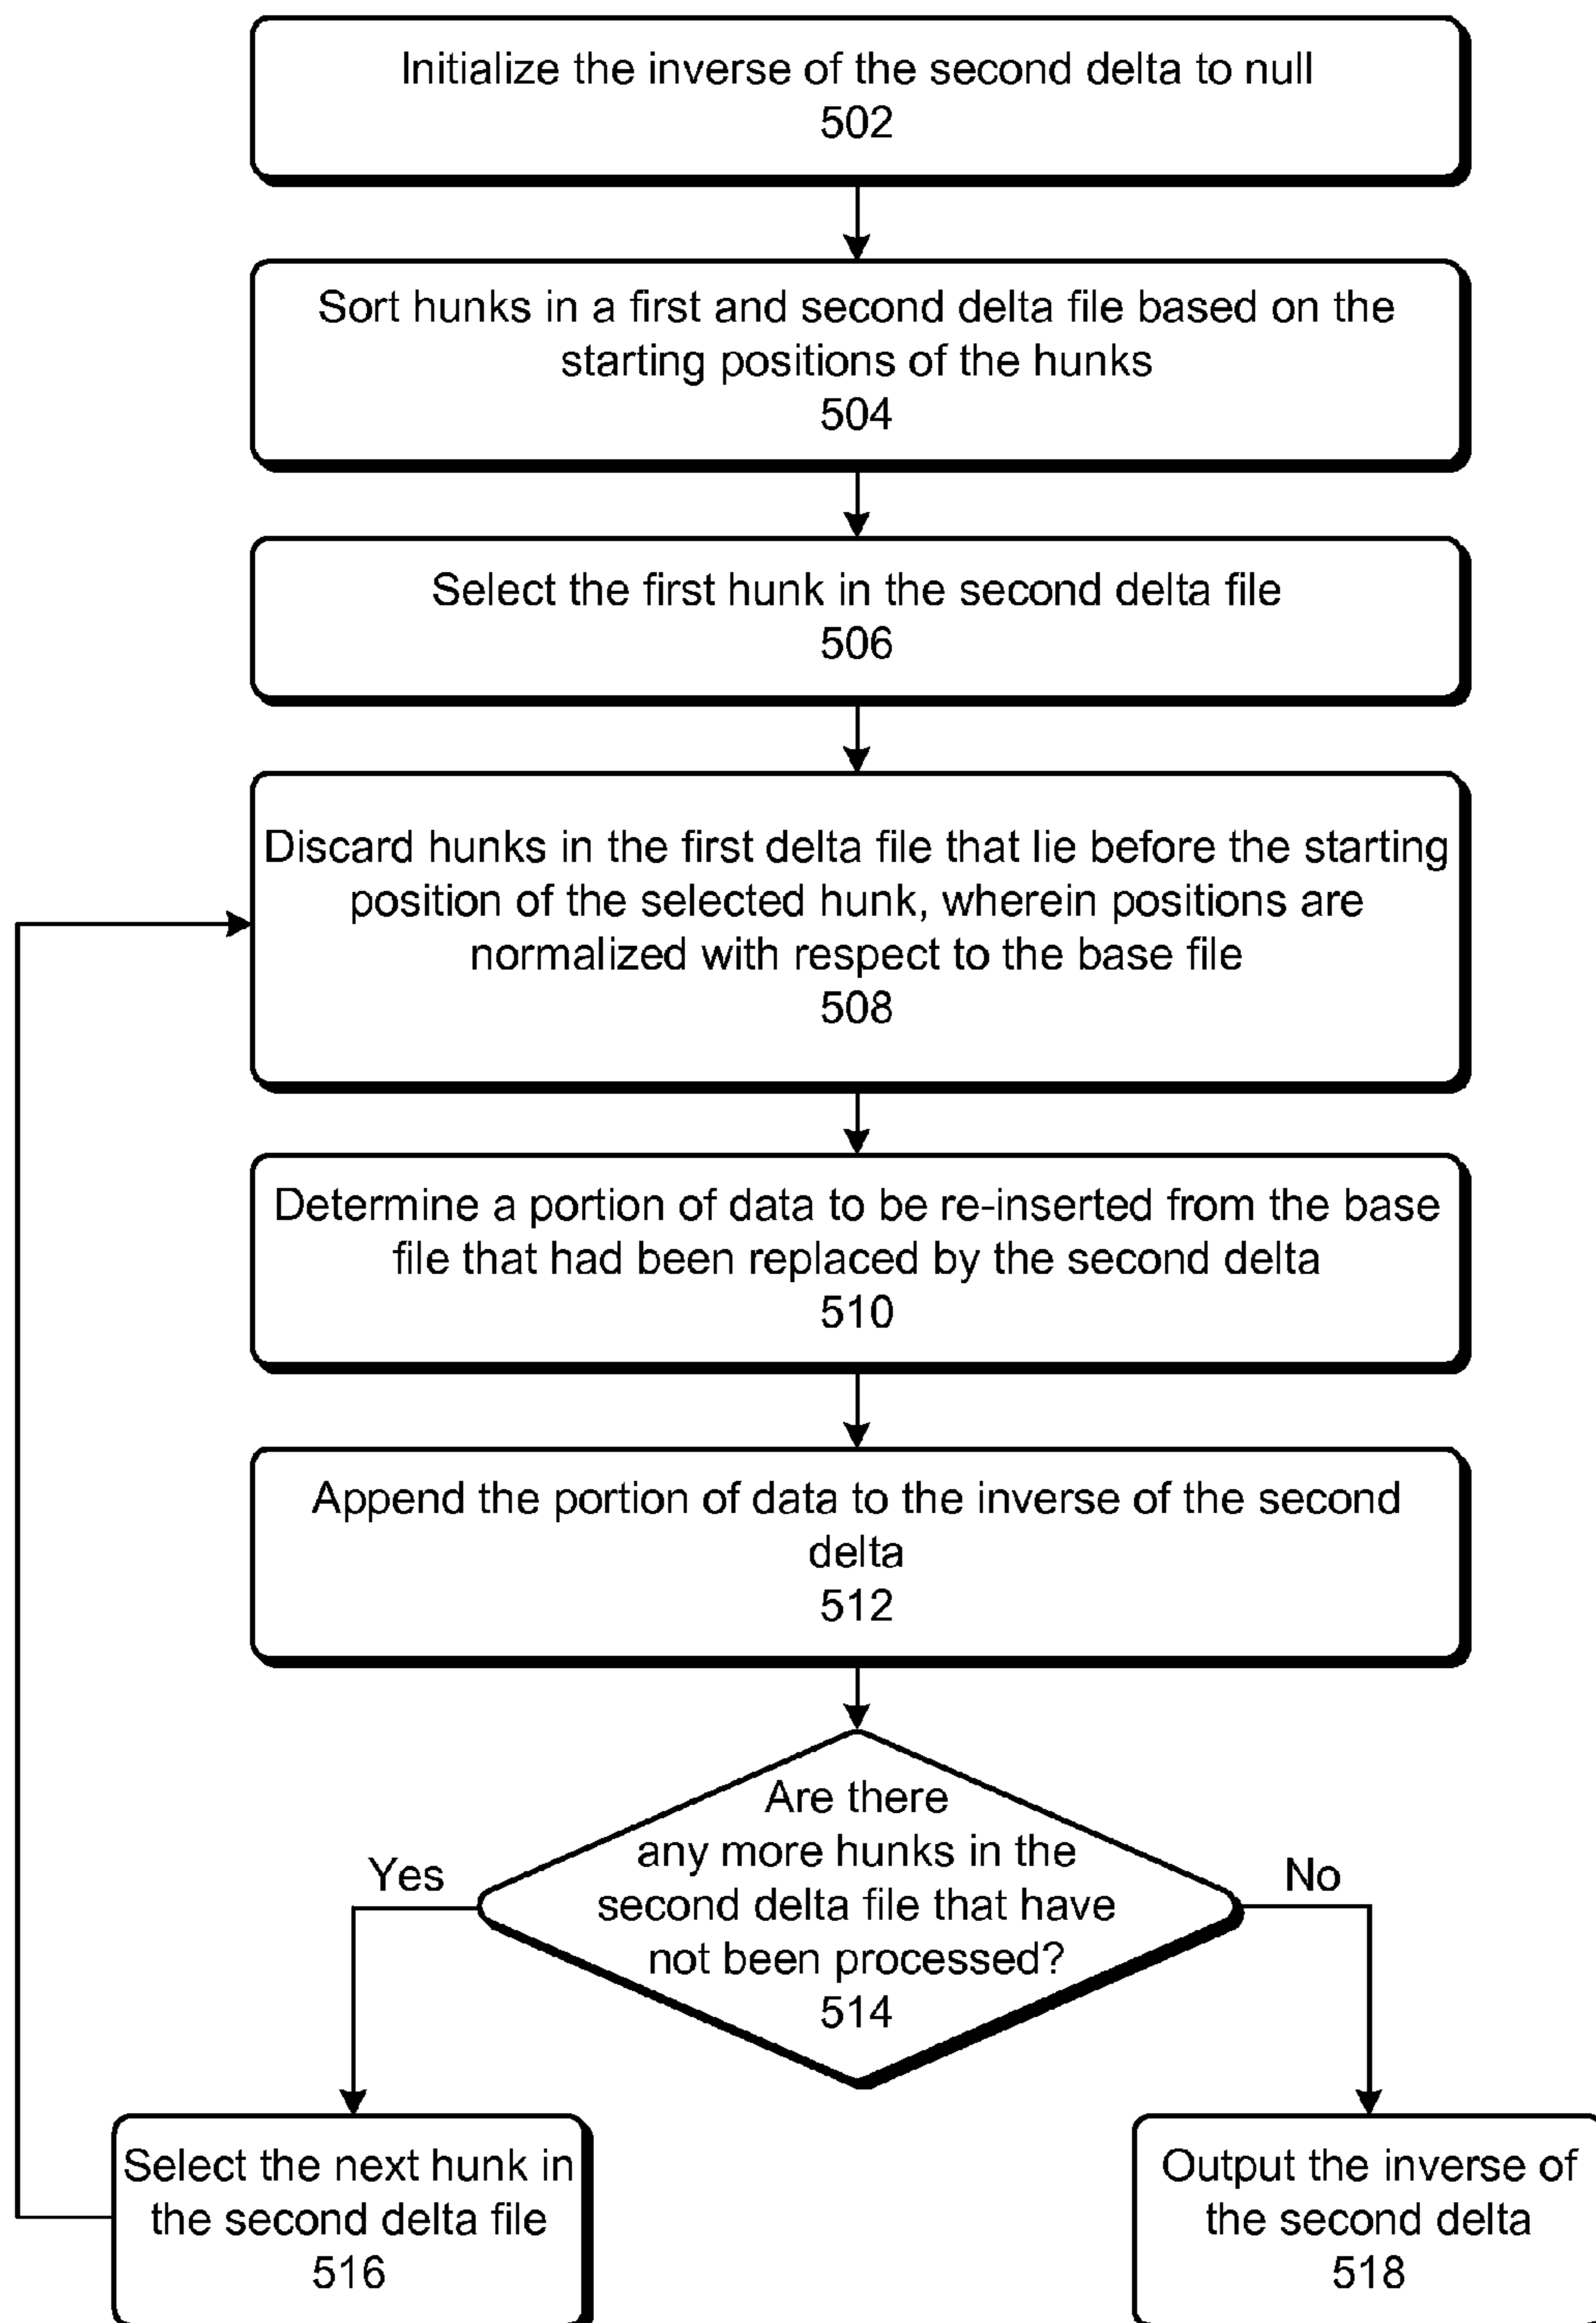 Initialize the inverse of the second delta to null
502
Sort hunks in a first and second delta file based on the
starting positions of the hunks
504
Select the first hunk in the second delta file
506
Discard hunks in the first delta file that lie before the starting
position of the selected hunk, wherein positions are
normalized with respect to the base file
508
Determine a portion of data to be re-inserted from the base
file that had been replaced by the second delta
510
Append the portion of data to the inverse of the second
delta
512
Are there
any more hunks in the
second delta file that have
not been processed?
514
Yes
No
Select the next hunk in
the second delta file
516
Output the inverse of
the second delta
518